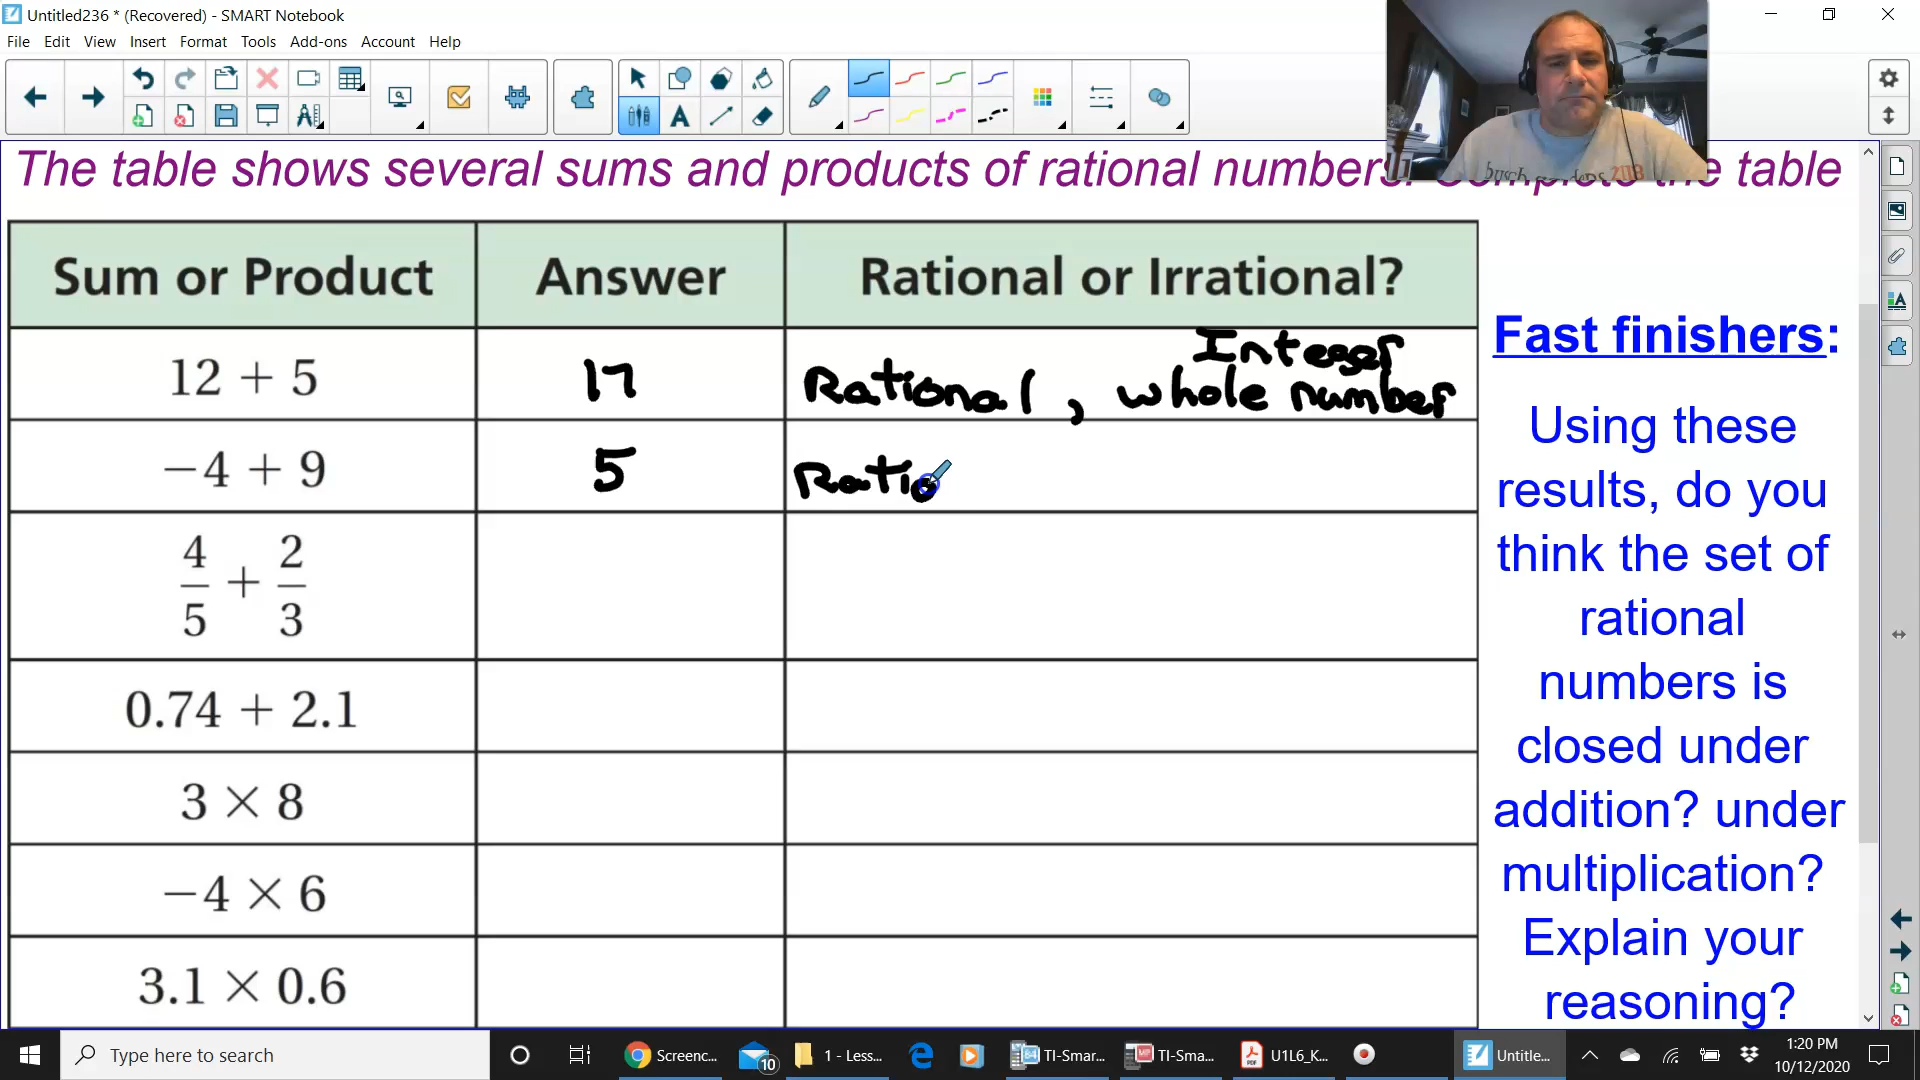 Untitled236 * (Recovered) - SMART Notebook
File Edit View Insert Format Tools Add-ons Account Help
The table shows several sums and products of rational numbers. Complete the table
Sum or Product Answer Rational or Irrational?
12 + 5 17 Rational, Integer
whole number
−4 + 9 5 Ratio
4/5 + 2/3
0.74 + 2.1
3 × 8
−4 × 6
3.1 × 0.6
Fast finishers:
Using these
results, do you
think the set of
rational
numbers is
closed under
addition? under
multiplication?
Explain your
reasoning?
Type here to search
10
Screenc...
1 - Less...
TI-Smar...
TI-Sma...
U1L6_K...
Untitle...
1:20 PM
10/12/2020